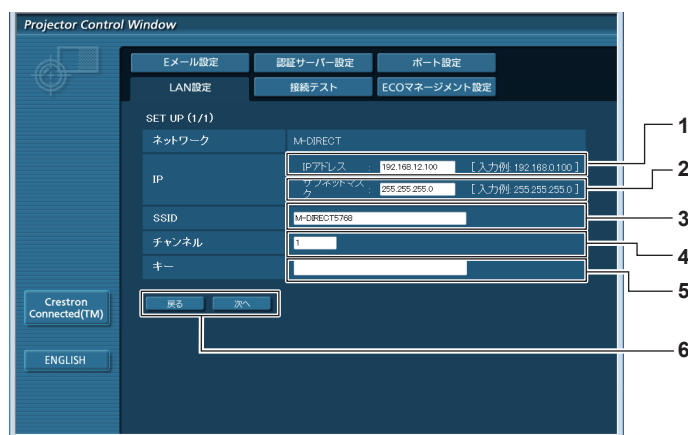 Projector Control Window
Eメール設定 認証サーバー設定 ポート設定
LAN設定 接続テスト ECOマネージメント設定
SET UP (1/1)
ネットワーク M-DIRECT
IP
IPアドレス : 192.168.12.100 [入力例: 192.168.0.100] 1
サブネットマスク : 255.255.255.0 [入力例: 255.255.255.0] 2
SSID M-DIRECT5768 3
チャンネル 1 4
キー 5
戻る 次へ 6
Crestron
Connected(TM)
ENGLISH